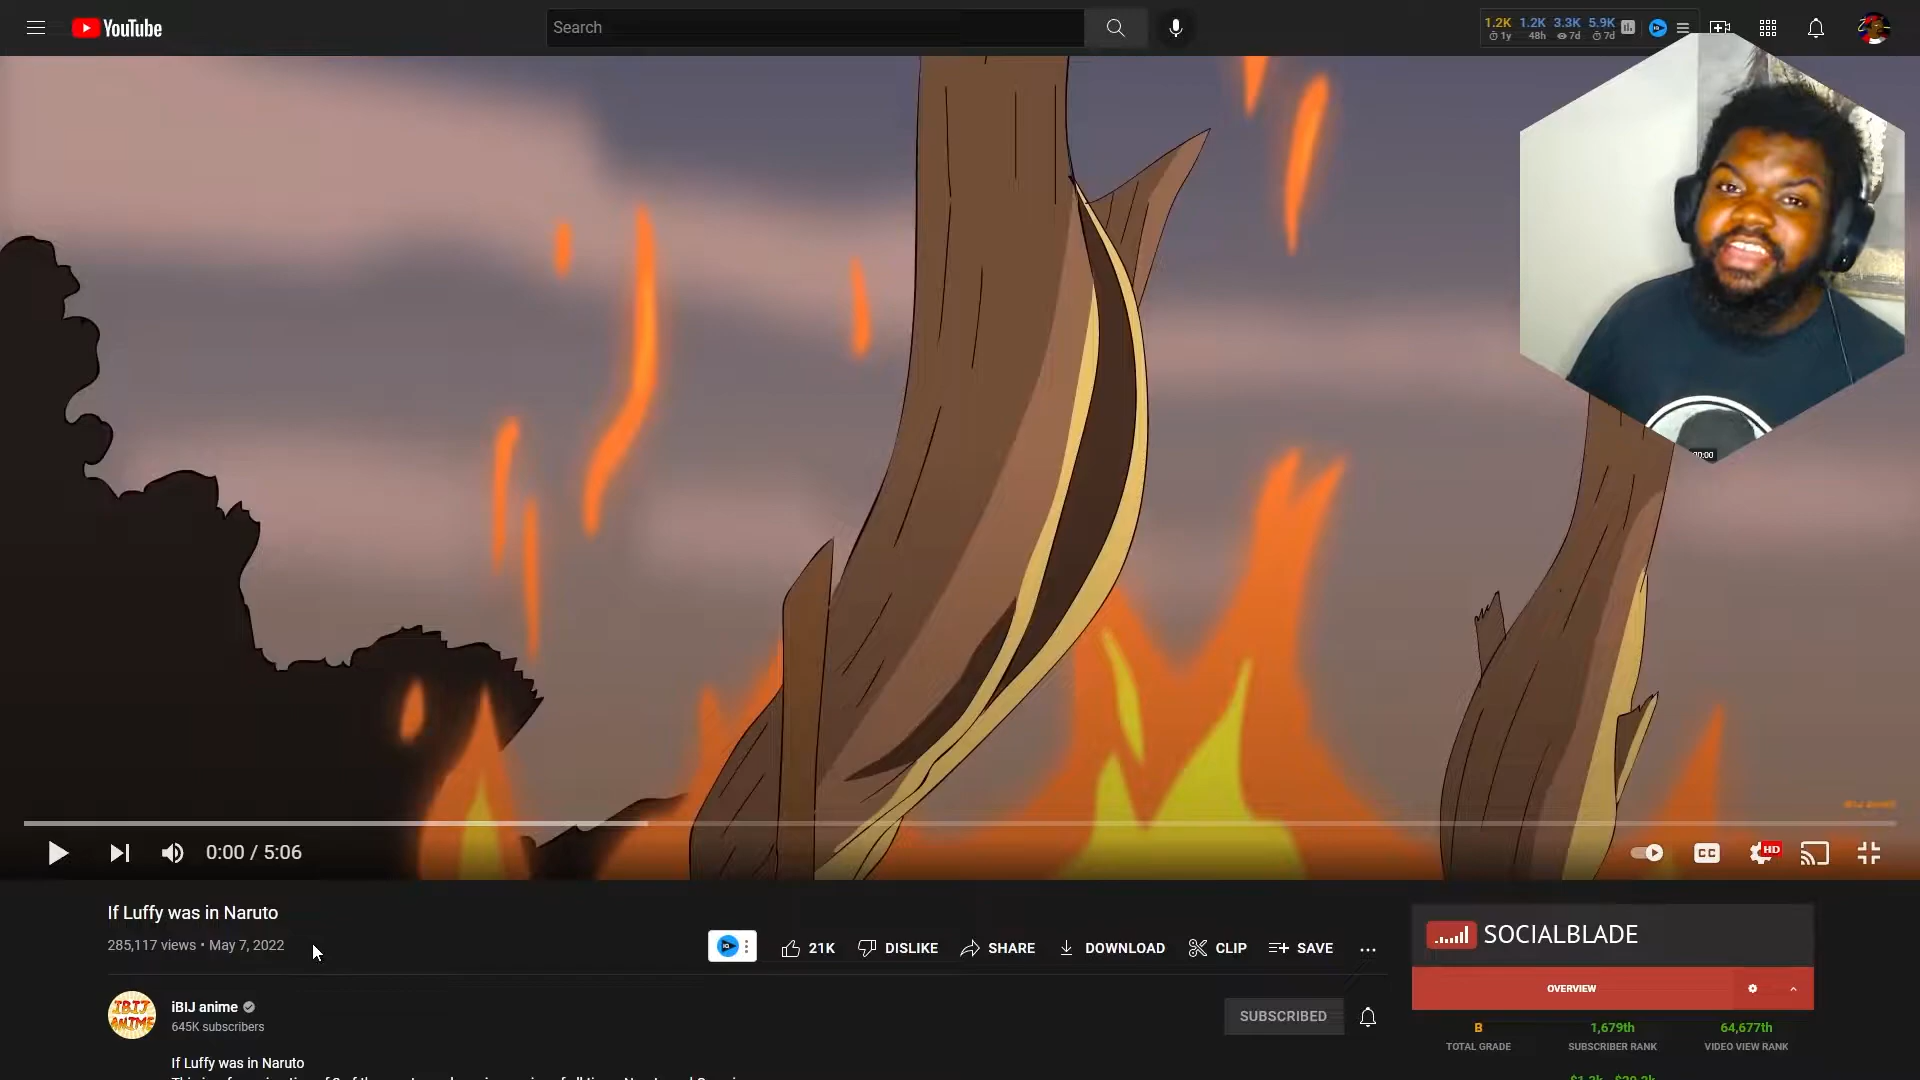 YouTube
Search
1.2K 1.2K 3.3K 5.9K
1y 48h 7d 7d
0:00 / 5:06
CC
HD
If Luffy was in Naruto
285,117 views • May 7, 2022
21K
DISLIKE
SHARE
DOWNLOAD
CLIP
SAVE
SOCIALBLADE
OVERVIEW
B 1,679th 64,677th
TOTAL GRADE SUBSCRIBER RANK VIDEO VIEW RANK
IBIJ
ANIME
iBIJ anime
645K subscribers
SUBSCRIBED
If Luffy was in Naruto